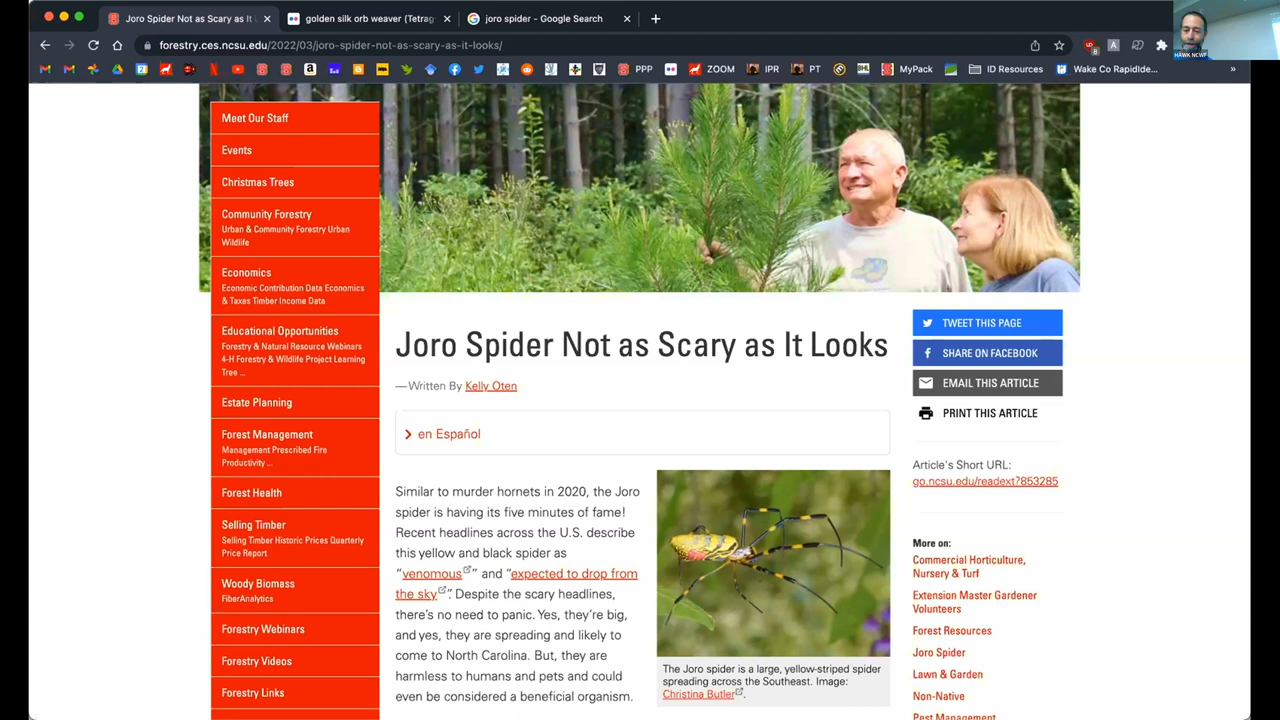 Joro Spider Not as Scary as It L
golden silk orb weaver (Tetrag
joro spider - Google Search
forestry.ces.ncsu.edu/2022/03/joro-spider-not-as-scary-as-it-looks/
HAWK NCWF
PPP
ZOOM
IPR
PT
MyPack
ID Resources
Wake Co RapidIde...
Meet Our Staff
Events
Christmas Trees
Community Forestry
Urban & Community Forestry Urban
Wildlife
Economics
Economic Contribution Data Economics
& Taxes Timber Income Data
Educational Opportunities
Forestry & Natural Resource Webinars
4-H Forestry & Wildlife Project Learning
Tree ...
Estate Planning
Forest Management
Management Prescribed Fire
Productivity ...
Forest Health
Selling Timber
Selling Timber Historic Prices Quarterly
Price Report
Woody Biomass
FiberAnalytics
Forestry Webinars
Forestry Videos
Forestry Links
Joro Spider Not as Scary as It Looks
—Written By Kelly Oten
en Español
Similar to murder hornets in 2020, the Joro
spider is having its five minutes of fame!
Recent headlines across the U.S. describe
this yellow and black spider as
“venomous” and “expected to drop from
the sky”. Despite the scary headlines,
there's no need to panic. Yes, they're big,
and yes, they are spreading and likely to
come to North Carolina. But, they are
harmless to humans and pets and could
even be considered a beneficial organism.
The Joro spider is a large, yellow-striped spider
spreading across the Southeast. Image:
Christina Butler.
TWEET THIS PAGE
SHARE ON FACEBOOK
EMAIL THIS ARTICLE
PRINT THIS ARTICLE
Article's Short URL:
go.ncsu.edu/readext?853285
More on:
Commercial Horticulture,
Nursery & Turf
Extension Master Gardener
Volunteers
Forest Resources
Joro Spider
Lawn & Garden
Non-Native
Pest Management